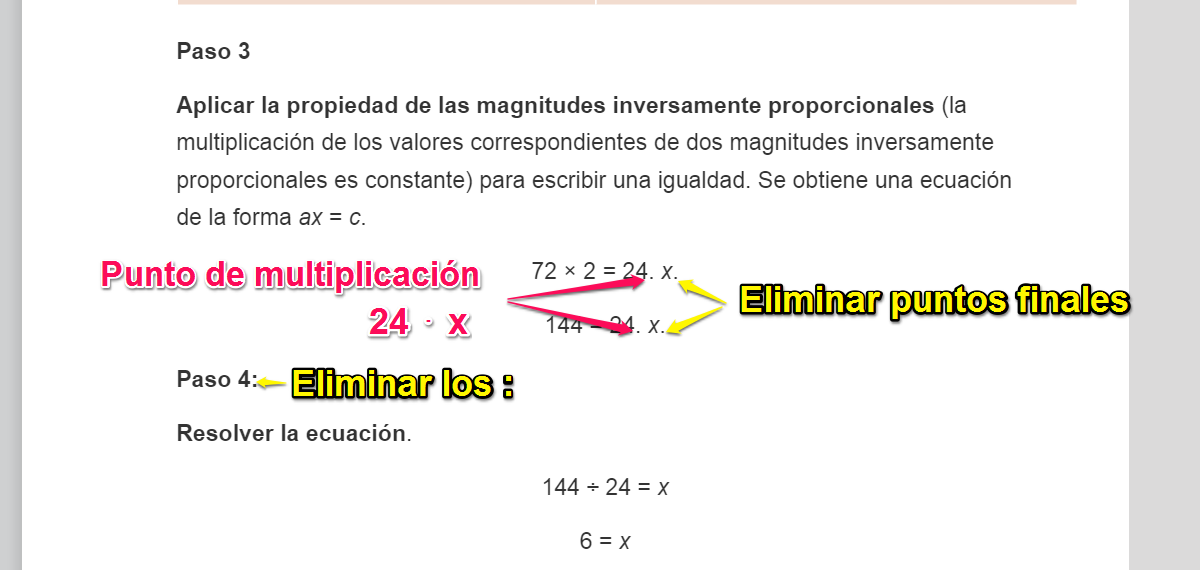 Paso 3
Aplicar la propiedad de las magnitudes inversamente proporcionales (la
multiplicación de los valores correspondientes de dos magnitudes inversamente
proporcionales es constante) para escribir una igualdad. Se obtiene una ecuación
de la forma ax = c.
Punto de multiplicación
24 · x
72 × 2 = 24. x.
144 = 24. x.
Eliminar puntos finales
Paso 4:
Eliminar los :
Resolver la ecuación.
144 ÷ 24 = x
6 = x